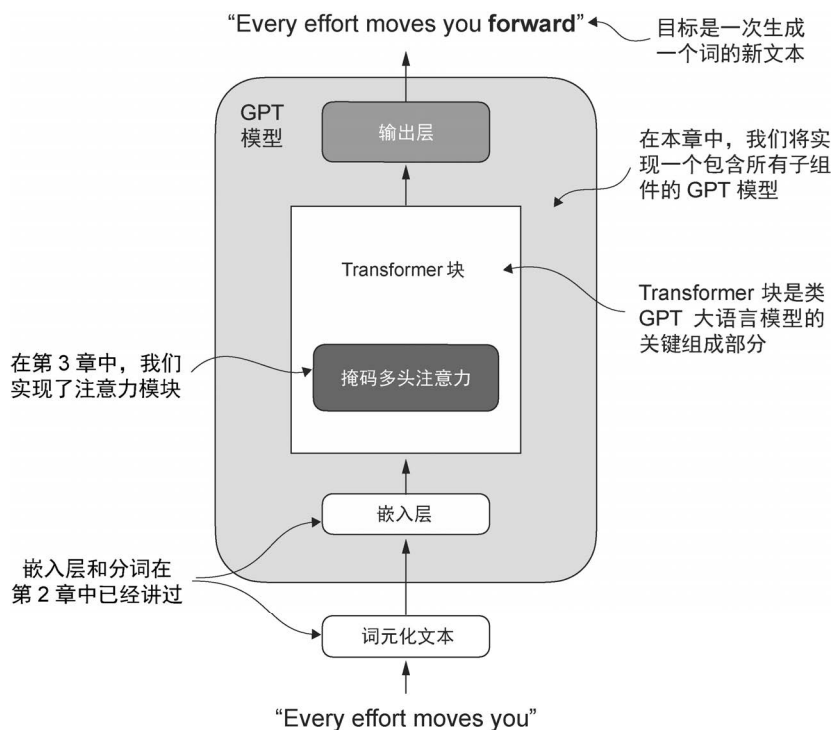 “Every effort moves you forward”
目标是一次生成
一个词的新文本
GPT
模型
输出层
在本章中，我们将实
现一个包含所有子组
件的 GPT 模型
Transformer 块
Transformer 块是类
GPT 大语言模型的
关键组成部分
在第 3 章中，我们
实现了注意力模块
掩码多头注意力
嵌入层
嵌入层和分词在
第 2 章中已经讲过
词元化文本
“Every effort moves you”